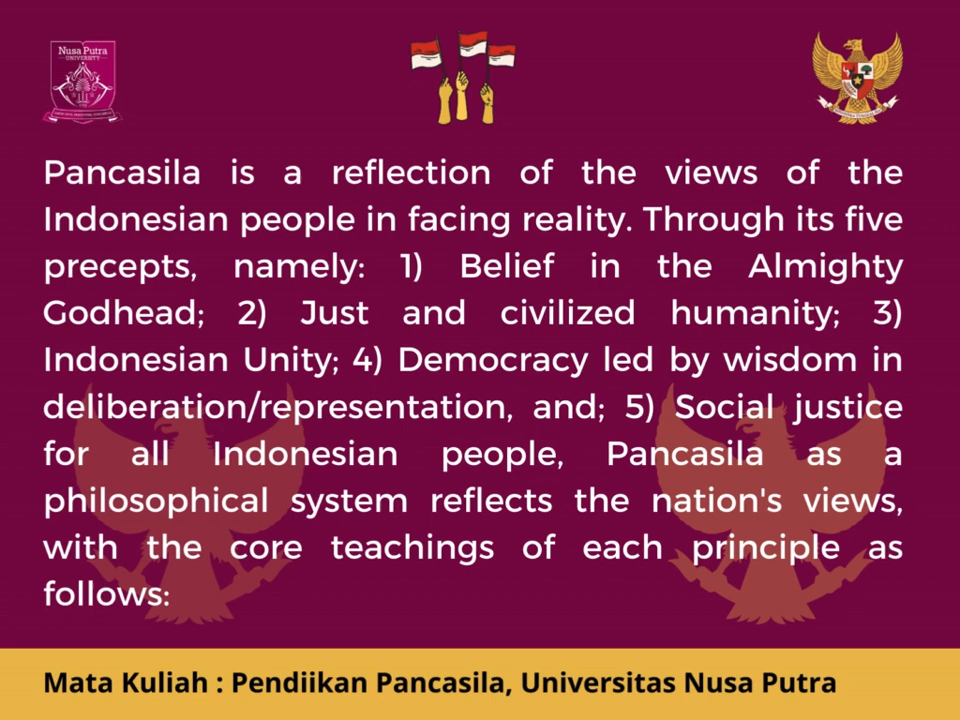 Nusa Putra
UNIVERSITY
Pancasila is a reflection of the views of the
Indonesian people in facing reality. Through its five
precepts, namely: 1) Belief in the Almighty
Godhead; 2) Just and civilized humanity; 3)
Indonesian Unity; 4) Democracy led by wisdom in
deliberation/representation, and; 5) Social justice
for all Indonesian people, Pancasila as a
philosophical system reflects the nation's views,
with the core teachings of each principle as
follows:
Mata Kuliah : Pendiikan Pancasila, Universitas Nusa Putra